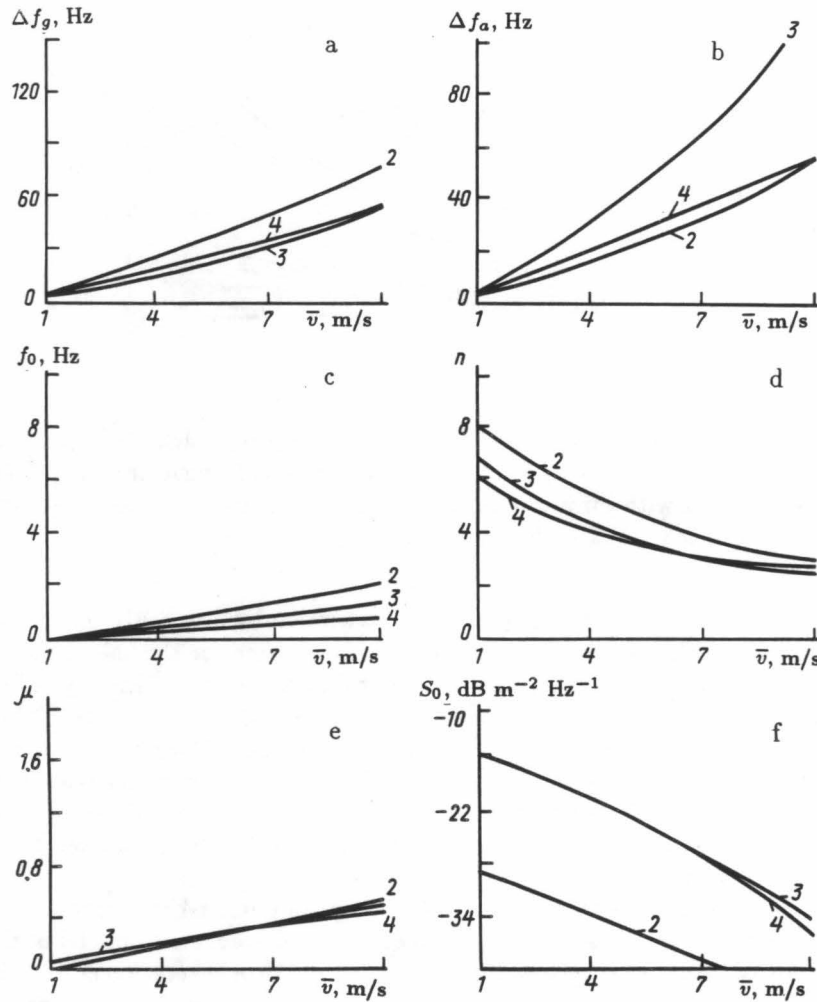 Δf_g, Hz
a
120
60
0
2
4
3
1 4 7 v̄, m/s
Δf_a, Hz
b
80
40
0
3
4
2
1 4 7 v̄, m/s
f₀, Hz
c
8
4
0
2
3
4
1 4 7 v̄, m/s
n
d
8
4
0
2
3
4
1 4 7 v̄, m/s
μ
e
1,6
0,8
0
3
2
4
1 4 7 v̄, m/s
S₀, dB m⁻² Hz⁻¹
f
-10
-22
-34
3
4
2
1 4 7 v̄, m/s